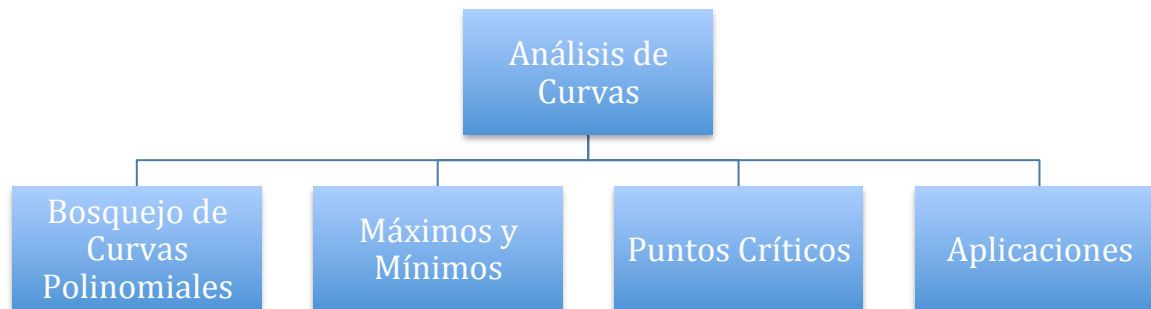 Análisis de
Curvas
Bosquejo de
Curvas
Polinomiales
Máximos y
Mínimos
Puntos Críticos
Aplicaciones